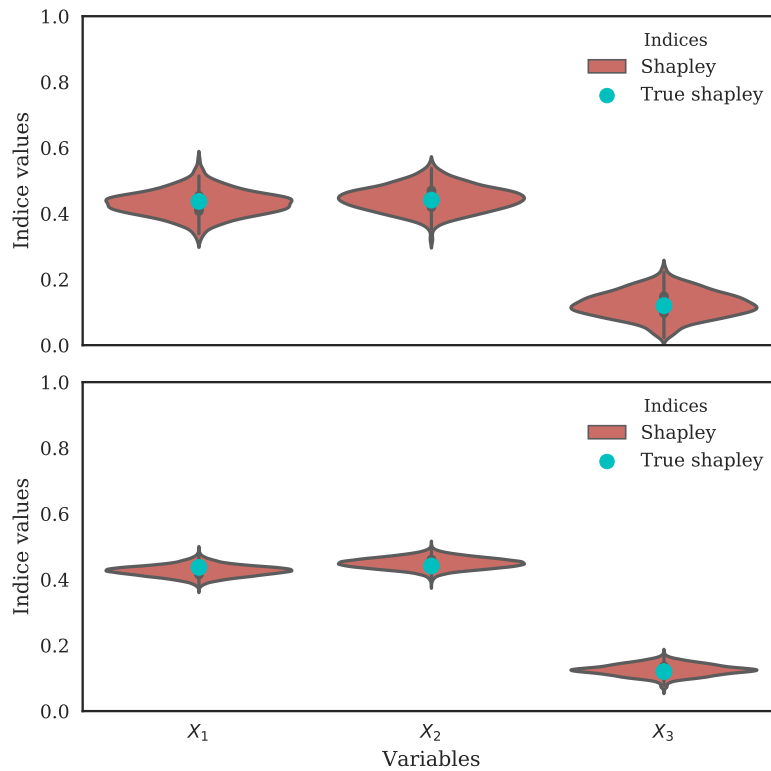 1.0
0.8
0.6
0.4
0.2
0.0
Indice values
Indices
Shapley
True shapley
1.0
0.8
0.6
0.4
0.2
0.0
Indice values
Indices
Shapley
True shapley
X₁ X₂ X₃
Variables